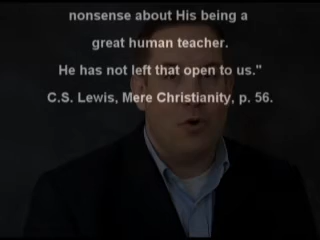 nonsense about His being a
great human teacher.
He has not left that open to us."
C.S. Lewis, Mere Christianity, p. 56.